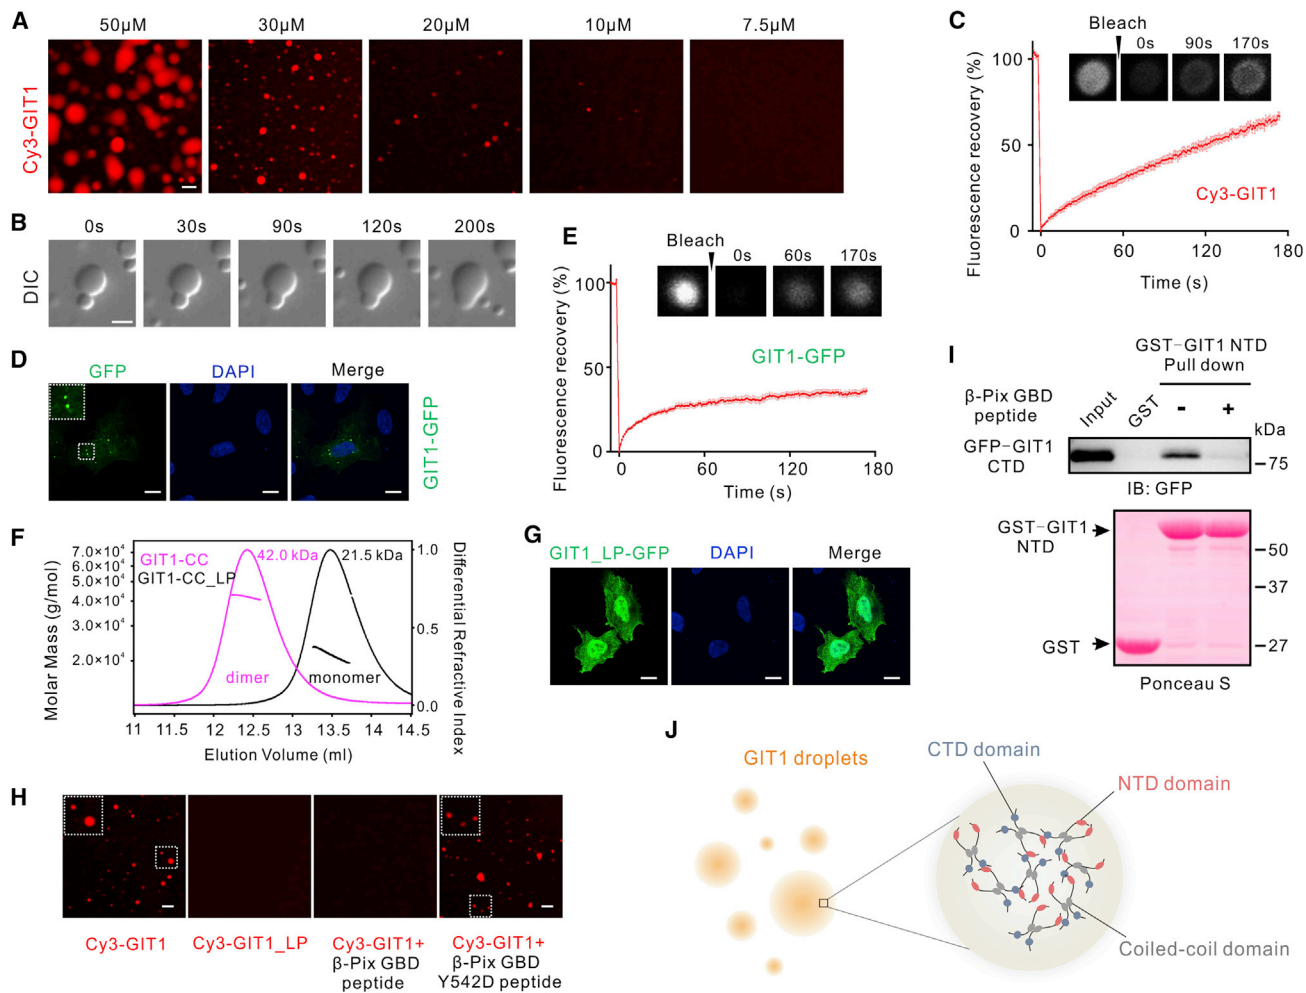 A
50μM 30μM 20μM 10μM 7.5μM
Cy3-GIT1
B
0s 30s 90s 120s 200s
DIC
C
Bleach
0s 90s 170s
Fluorescence recovery (%)
100
50
0
Cy3-GIT1
0 60 120 180
Time (s)
D
GFP DAPI Merge
GIT1-GFP
E
Bleach
0s 60s 170s
Fluorescence recovery (%)
100
50
0
GIT1-GFP
0 60 120 180
Time (s)
F
Molar Mass (g/mol)
7.0×10⁴
6.0×10⁴
5.0×10⁴
4.0×10⁴
3.0×10⁴
2.0×10⁴
GIT1-CC
GIT1-CC_LP
42.0 kDa
21.5 kDa
dimer
monomer
1.0
0.5
0.0
Differential Refractive Index
11 11.5 12 12.5 13 13.5 14 14.5
Elution Volume (ml)
G
GIT1_LP-GFP DAPI Merge
H
Cy3-GIT1
Cy3-GIT1_LP
Cy3-GIT1+
β-Pix GBD
peptide
Cy3-GIT1+
β-Pix GBD
Y542D peptide
I
GST-GIT1 NTD
Pull down
β-Pix GBD
peptide
Input
GST
- +
kDa
GFP-GIT1
CTD
75
IB: GFP
GST-GIT1
NTD
50
37
GST
27
Ponceau S
J
GIT1 droplets
CTD domain
NTD domain
Coiled-coil domain